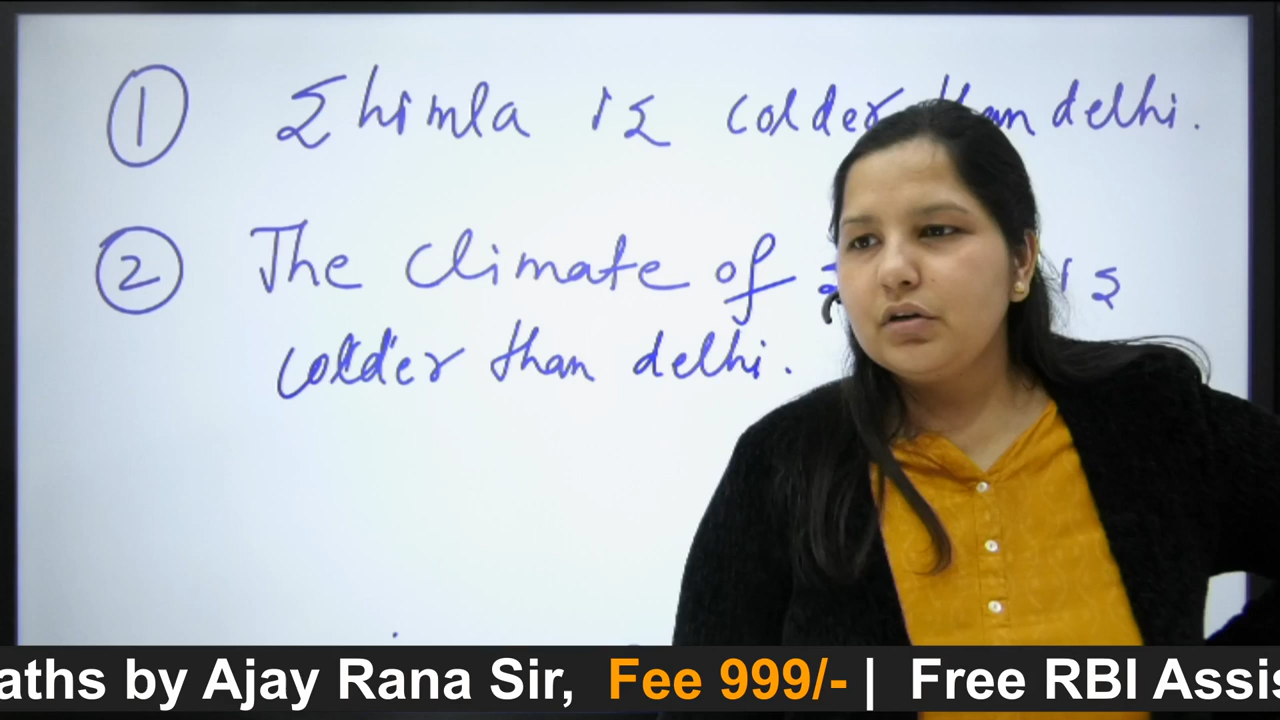 1 Shimla is colder than delhi.
2 The climate of is
colder than delhi.
aths by Ajay Rana Sir, Fee 999/- | Free RBI Assis